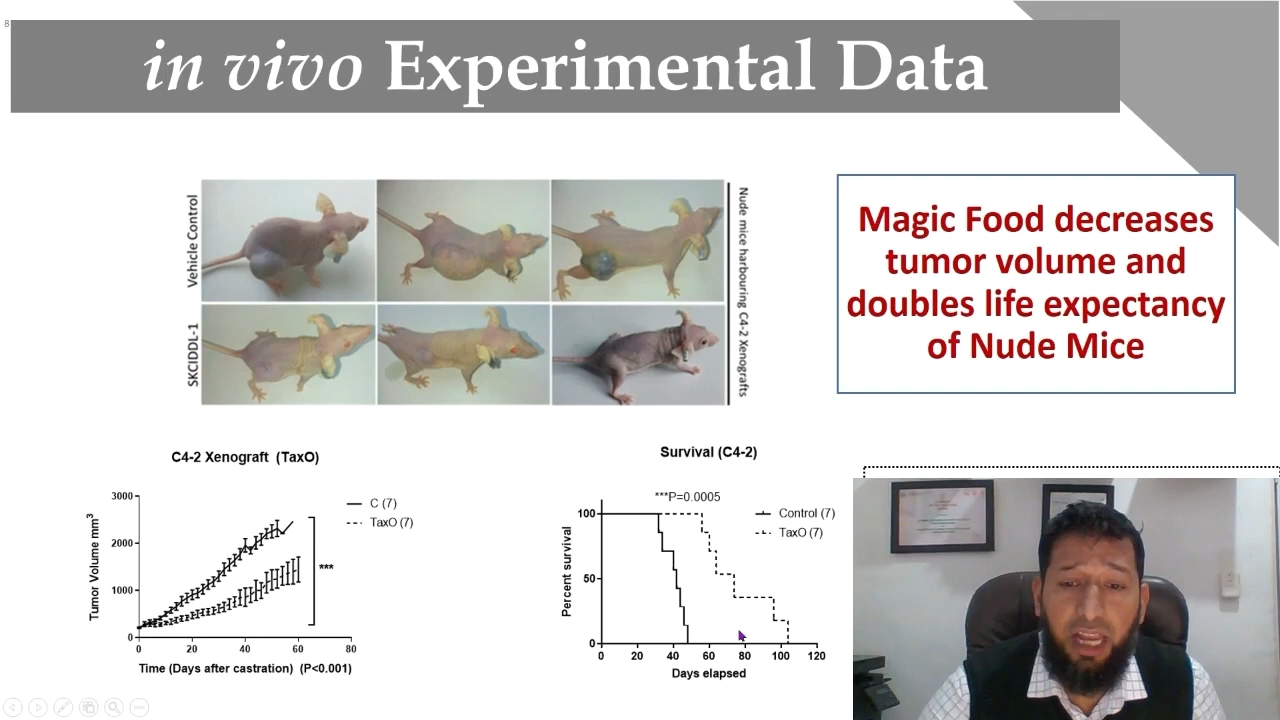 8
in vivo Experimental Data
Vehicle Control
SKCIDDL-1
Nude mice harbouring C4-2 Xenografts
Magic Food decreases
tumor volume and
doubles life expectancy
of Nude Mice
C4-2 Xenograft (TaxO)
Tumor Volume mm3
3000
2000
1000
0
0 20 40 60 80
C (7)
TaxO (7)
***
Time (Days after castration) (P<0.001)
Survival (C4-2)
***P=0.0005
Percent survival
100
50
0
0 20 40 60 80 100 120
Control (7)
TaxO (7)
Days elapsed